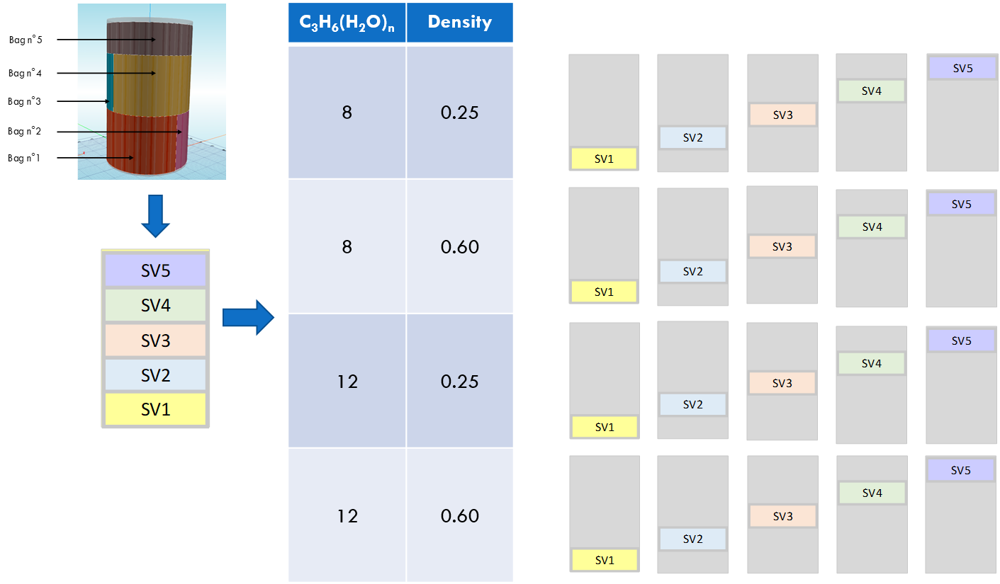 Bag n°5
Bag n°4
Bag n°3
Bag n°2
Bag n°1
SV5
SV4
SV3
SV2
SV1
C₃H₆(H₂O)ₙ Density
8 0.25
8 0.60
12 0.25
12 0.60
SV5
SV4
SV3
SV2
SV1
SV5
SV4
SV3
SV2
SV1
SV5
SV4
SV3
SV2
SV1
SV5
SV4
SV3
SV2
SV1